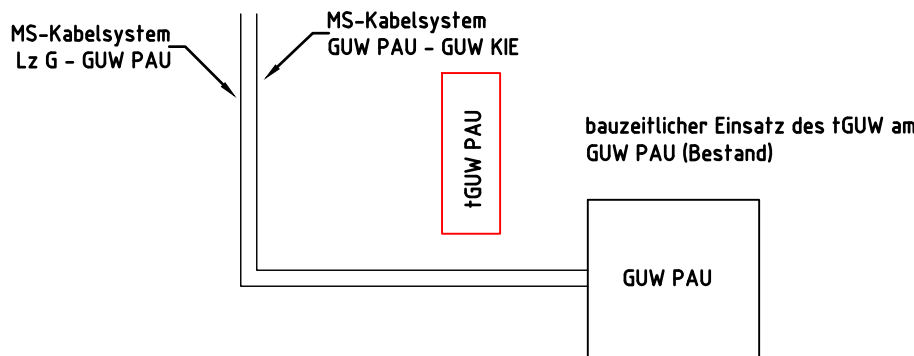 MS-Kabelsystem
Lz G - GUW PAU
MS-Kabelsystem
GUW PAU - GUW KIE
tGUW PAU
bauzeitlicher Einsatz des tGUW am
GUW PAU (Bestand)
GUW PAU